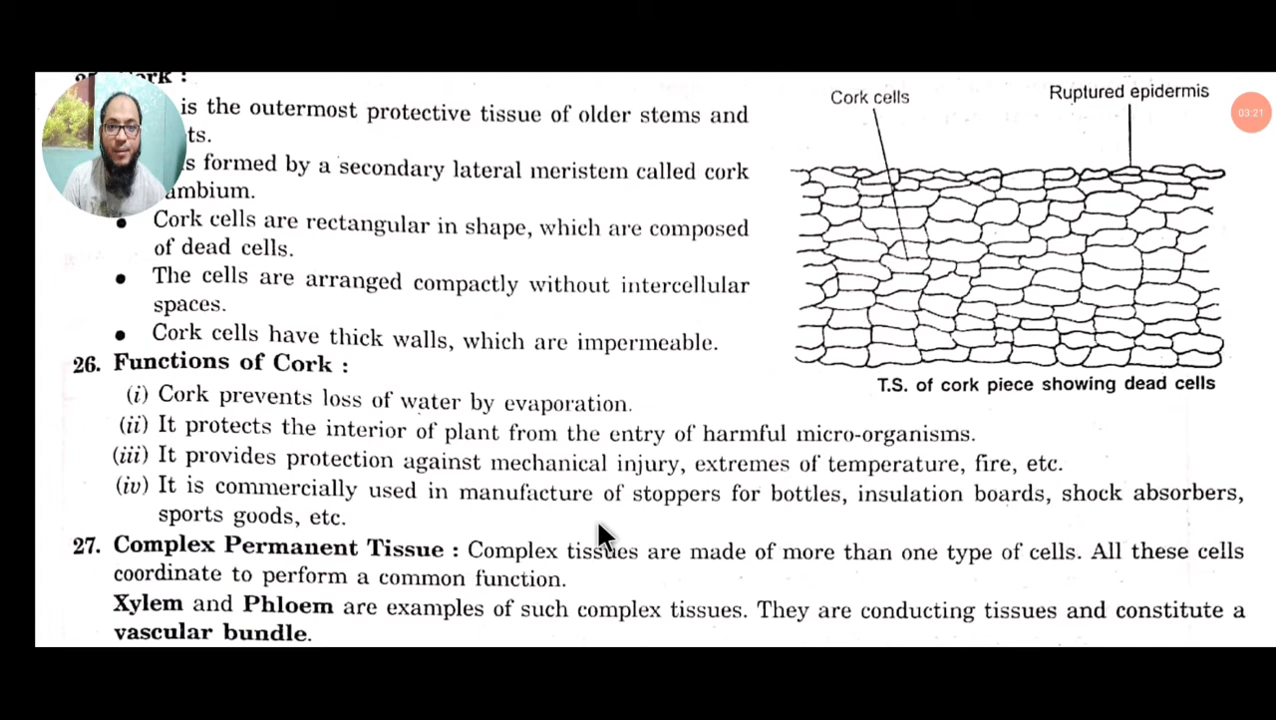 ork :
is the outermost protective tissue of older stems and
ts.
s formed by a secondary lateral meristem called cork
ambium.
• Cork cells are rectangular in shape, which are composed
of dead cells.
• The cells are arranged compactly without intercellular
spaces.
• Cork cells have thick walls, which are impermeable.
Cork cells
Ruptured epidermis
03:21
T.S. of cork piece showing dead cells
26. Functions of Cork :
(i) Cork prevents loss of water by evaporation.
(ii) It protects the interior of plant from the entry of harmful micro-organisms.
(iii) It provides protection against mechanical injury, extremes of temperature, fire, etc.
(iv) It is commercially used in manufacture of stoppers for bottles, insulation boards, shock absorbers,
sports goods, etc.
27. Complex Permanent Tissue : Complex tissues are made of more than one type of cells. All these cells
coordinate to perform a common function.
Xylem and Phloem are examples of such complex tissues. They are conducting tissues and constitute a
vascular bundle.